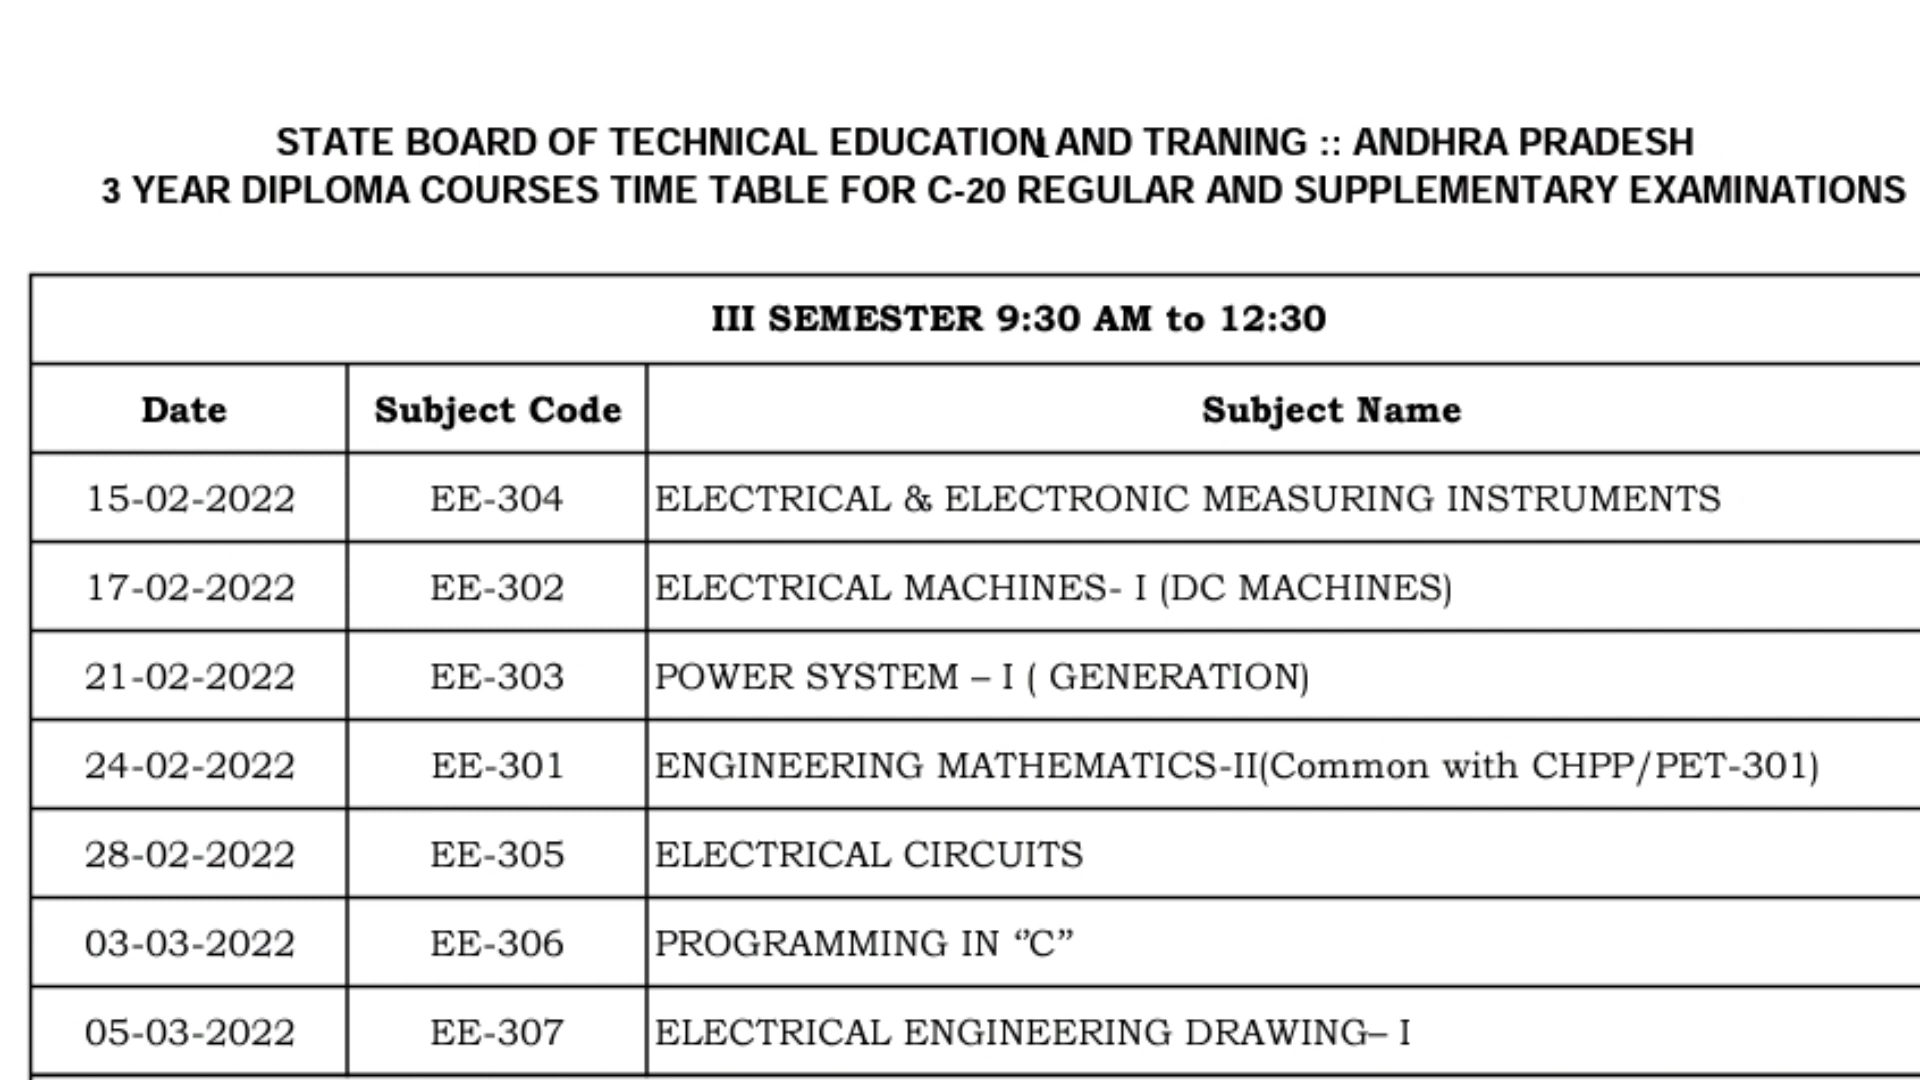 STATE BOARD OF TECHNICAL EDUCATION AND TRANING :: ANDHRA PRADESH
3 YEAR DIPLOMA COURSES TIME TABLE FOR C-20 REGULAR AND SUPPLEMENTARY EXAMINATIONS
III SEMESTER 9:30 AM to 12:30
Date Subject Code Subject Name
15-02-2022 EE-304 ELECTRICAL & ELECTRONIC MEASURING INSTRUMENTS
17-02-2022 EE-302 ELECTRICAL MACHINES- I (DC MACHINES)
21-02-2022 EE-303 POWER SYSTEM – I ( GENERATION)
24-02-2022 EE-301 ENGINEERING MATHEMATICS-II(Common with CHPP/PET-301)
28-02-2022 EE-305 ELECTRICAL CIRCUITS
03-03-2022 EE-306 PROGRAMMING IN “C”
05-03-2022 EE-307 ELECTRICAL ENGINEERING DRAWING– I